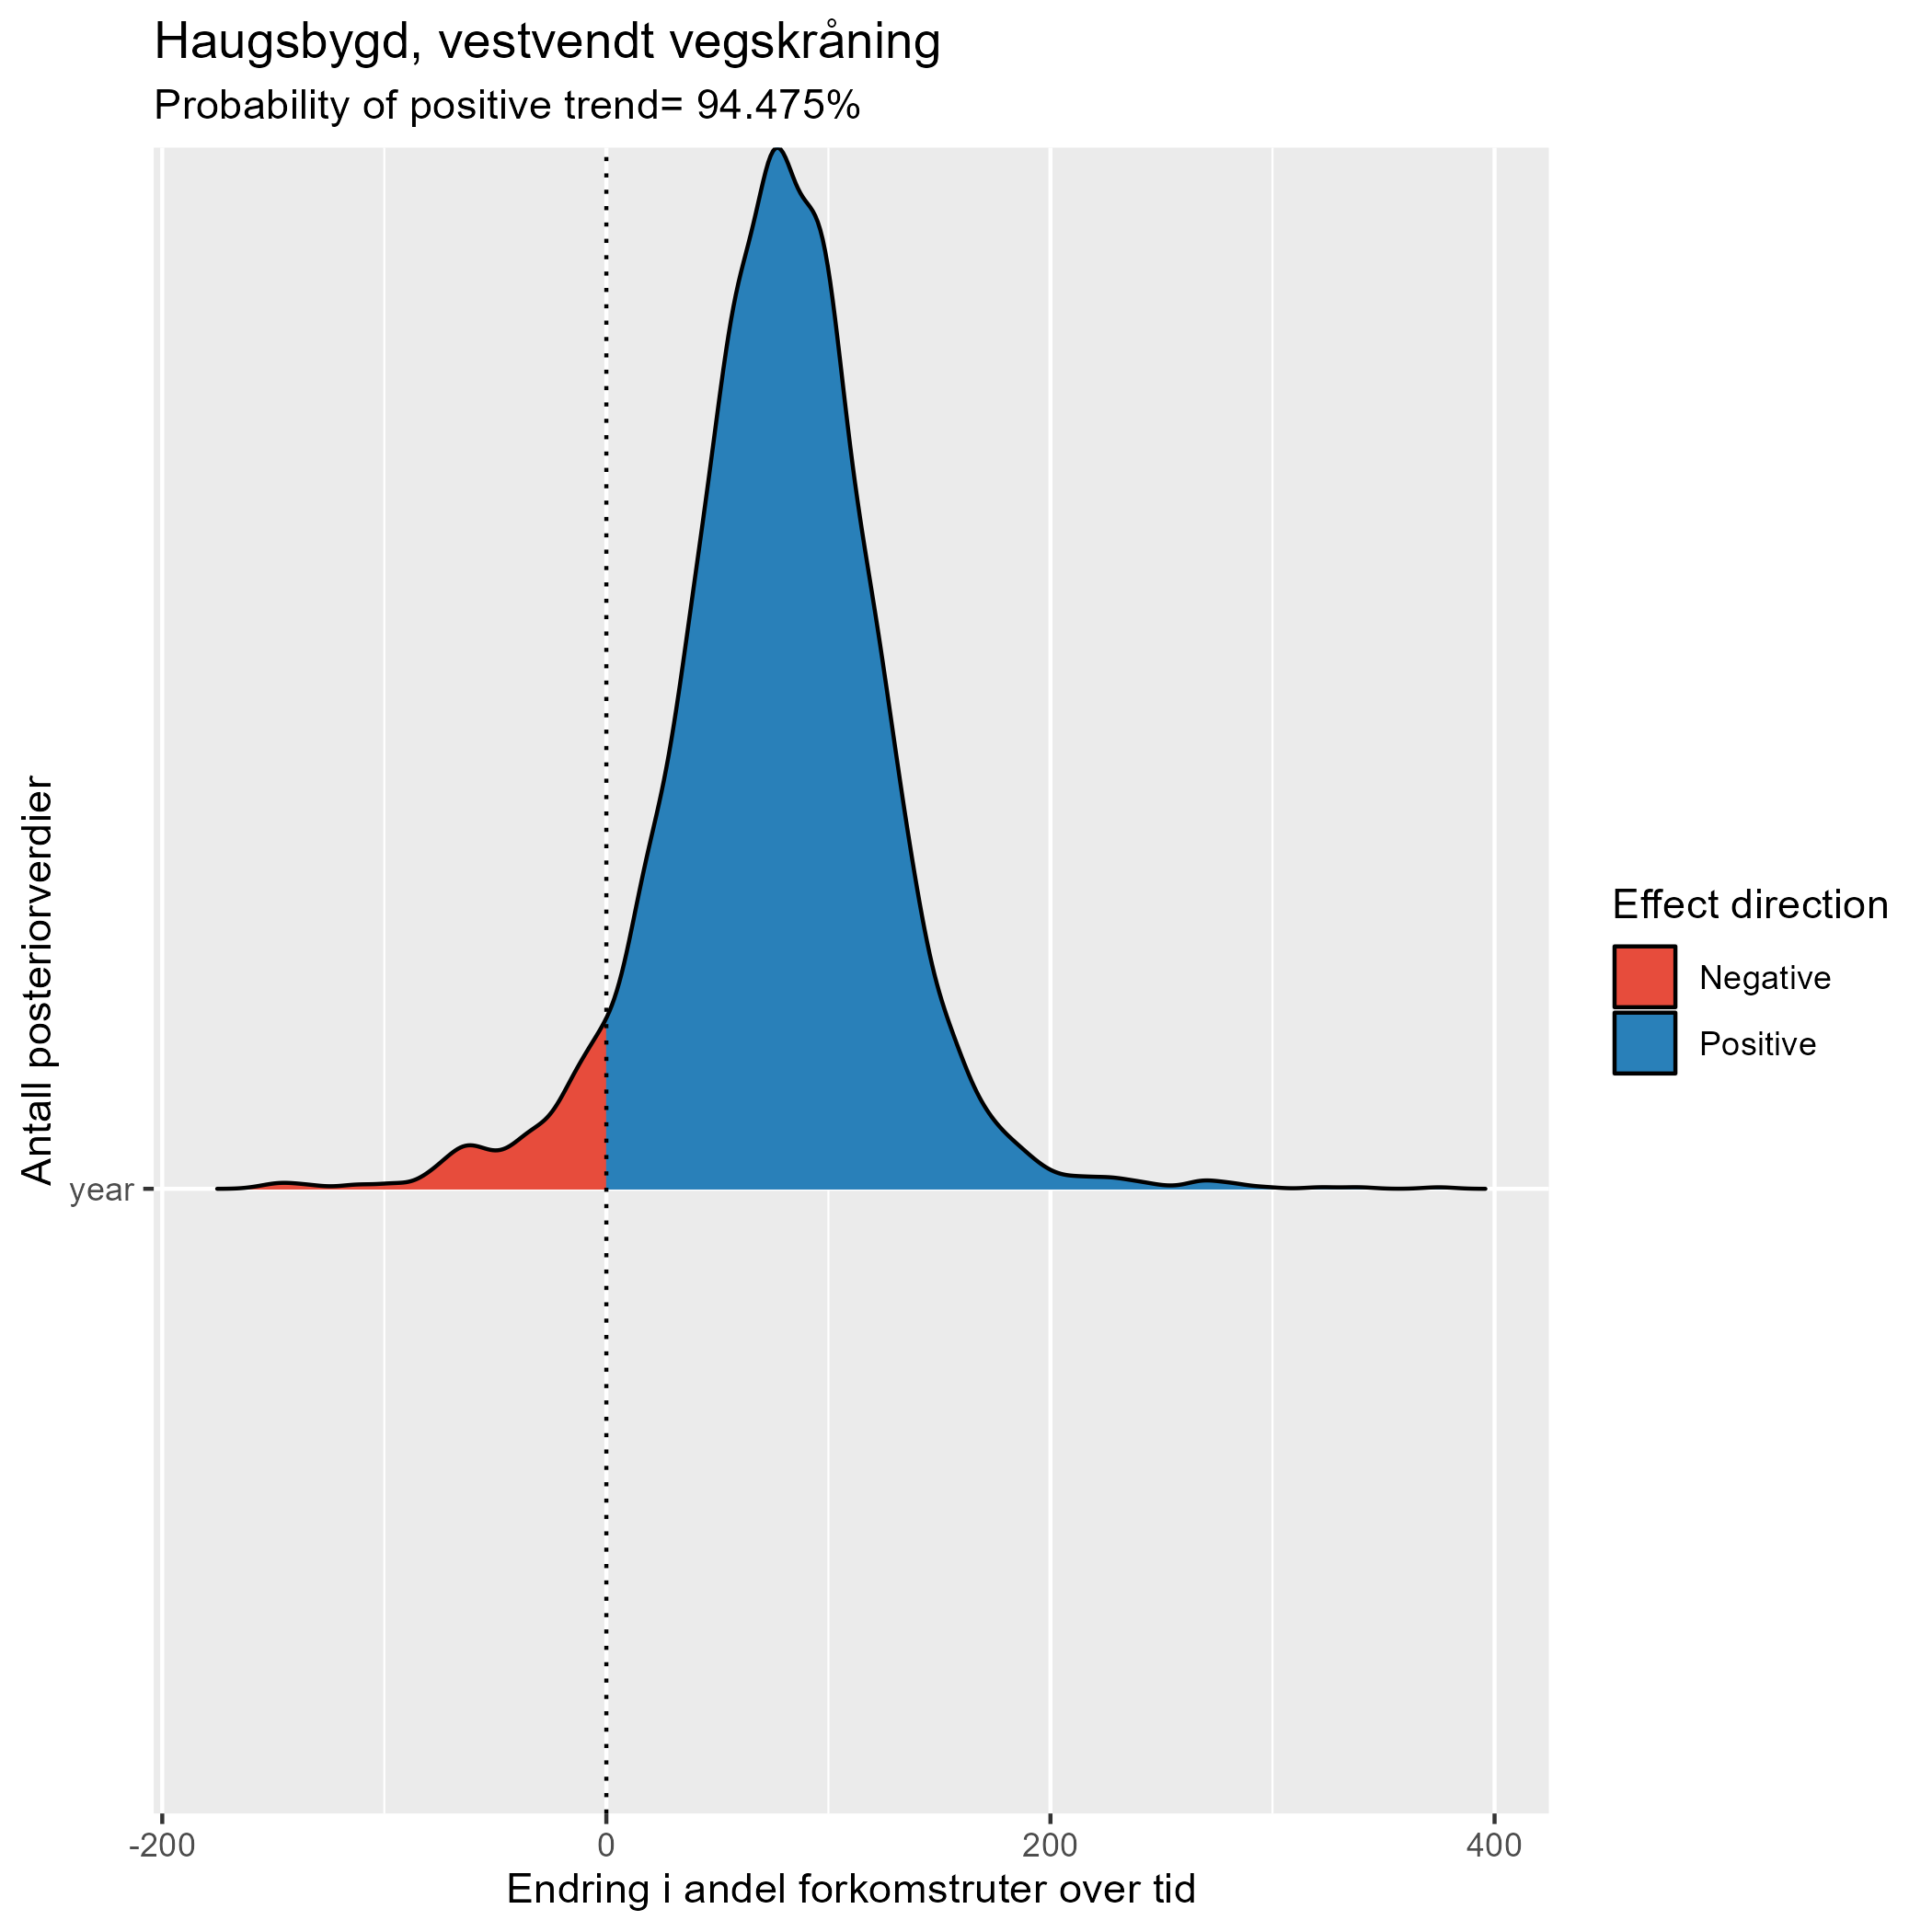 Haugsbygd, vestvendt vegskråning
Probability of positive trend= 94.475%
Antall posteriorverdier
year
Effect direction
Negative
Positive
-200
0
200
400
Endring i andel forkomstruter over tid